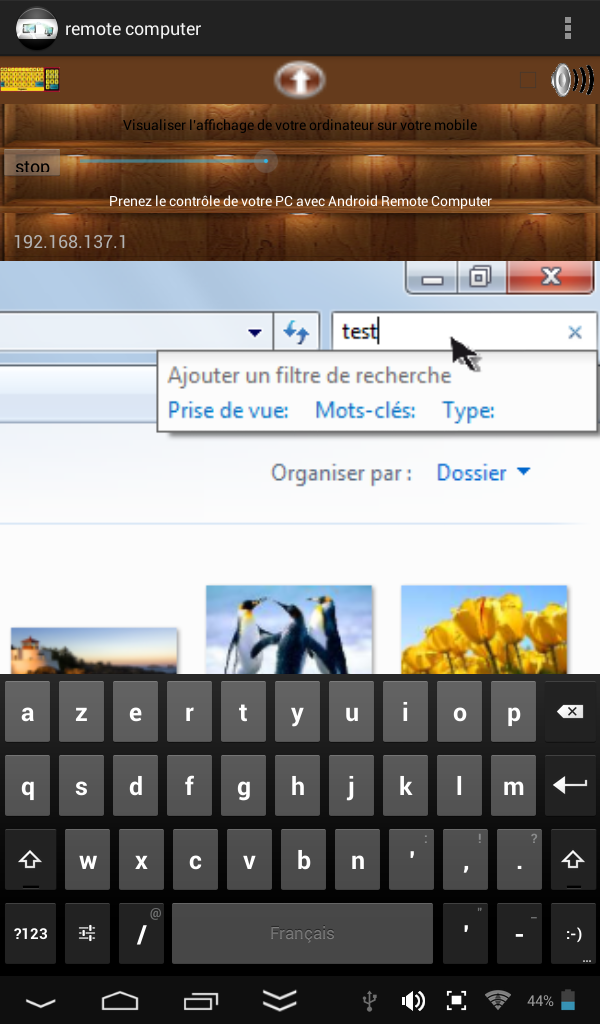 remote computer
Visualiser l'affichage de votre ordinateur sur votre mobile
stop
Prenez le contrôle de votre PC avec Android Remote Computer
192.168.137.1
test
Ajouter un filtre de recherche
Prise de vue: Mots-clés: Type:
Organiser par : Dossier
a z e r t y u i o p
q s d f g h j k l m
w x c v b n ' : , ! . ?
?123 / @ Français ' " - _ :-) ...
44%